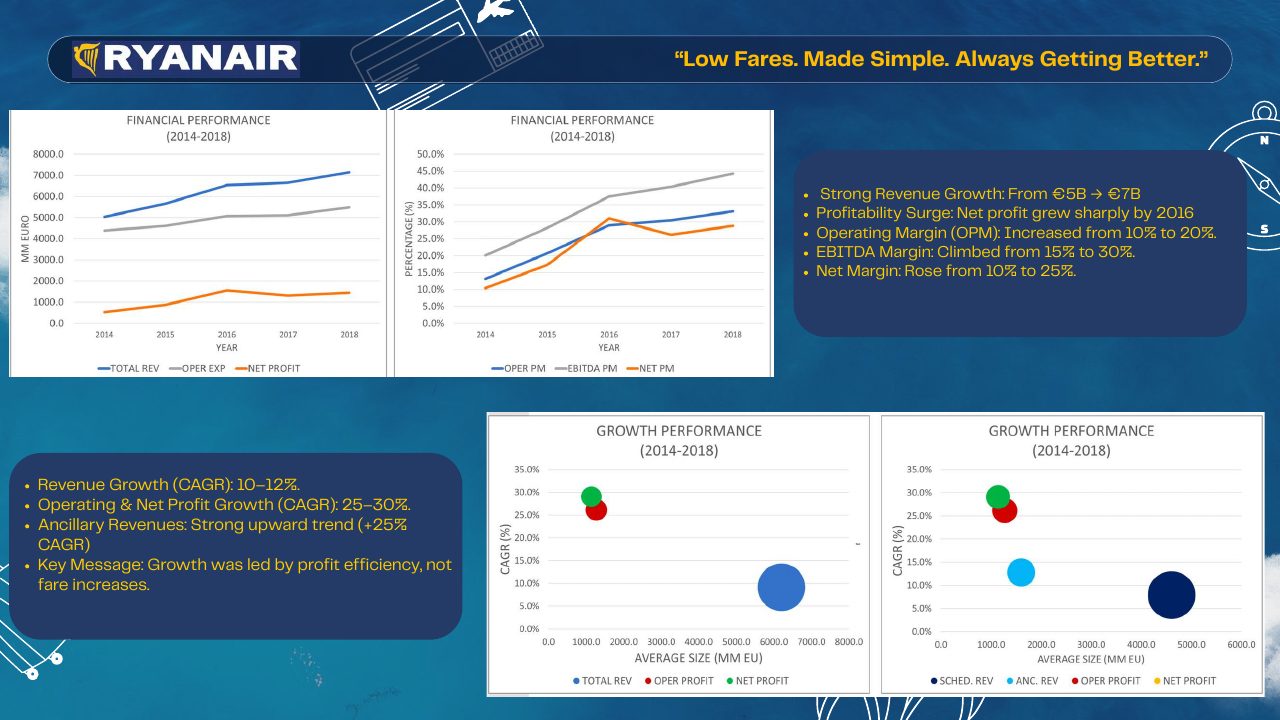 RYANAIR
“Low Fares. Made Simple. Always Getting Better.”
FINANCIAL PERFORMANCE
(2014-2018)
8000.0
7000.0
6000.0
5000.0
4000.0
3000.0
2000.0
1000.0
0.0
MM EURO
2014 2015 2016 2017 2018
YEAR
TOTAL REV OPER EXP NET PROFIT
FINANCIAL PERFORMANCE
(2014-2018)
50.0%
45.0%
40.0%
35.0%
30.0%
25.0%
20.0%
15.0%
10.0%
5.0%
0.0%
PERCENTAGE (%)
2014 2015 2016 2017 2018
YEAR
OPER PM EBITDA PM NET PM
N
S
• Strong Revenue Growth: From €5B → €7B
• Profitability Surge: Net profit grew sharply by 2016
• Operating Margin (OPM): Increased from 10% to 20%.
• EBITDA Margin: Climbed from 15% to 30%.
• Net Margin: Rose from 10% to 25%.
• Revenue Growth (CAGR): 10–12%.
• Operating & Net Profit Growth (CAGR): 25–30%.
• Ancillary Revenues: Strong upward trend (+25%
CAGR)
• Key Message: Growth was led by profit efficiency, not
fare increases.
GROWTH PERFORMANCE
(2014-2018)
35.0%
30.0%
25.0%
20.0%
15.0%
10.0%
5.0%
0.0%
CAGR (%)
0.0 1000.0 2000.0 3000.0 4000.0 5000.0 6000.0 7000.0 8000.0
AVERAGE SIZE (MM EU)
TOTAL REV OPER PROFIT NET PROFIT
GROWTH PERFORMANCE
(2014-2018)
35.0%
30.0%
25.0%
20.0%
15.0%
10.0%
5.0%
0.0%
CAGR (%)
0.0 1000.0 2000.0 3000.0 4000.0 5000.0 6000.0
AVERAGE SIZE (MM EU)
SCHED. REV ANC. REV OPER PROFIT NET PROFIT